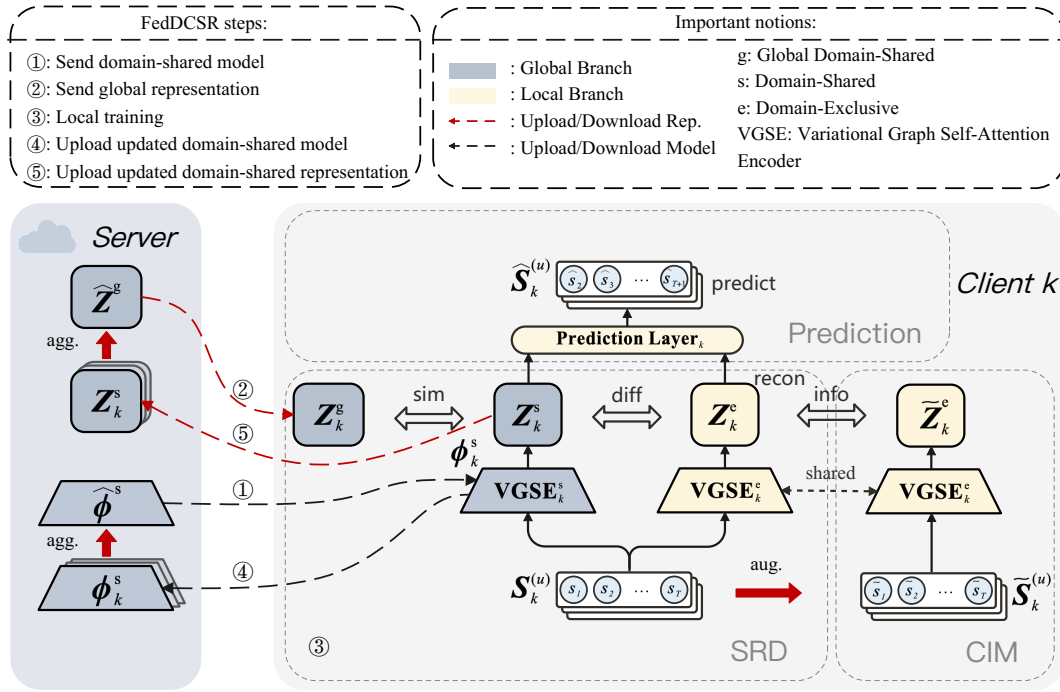 FedDCSR steps:
①: Send domain-shared model
②: Send global representation
③: Local training
④: Upload updated domain-shared model
⑤: Upload updated domain-shared representation
Important notions:
: Global Branch
: Local Branch
: Upload/Download Rep.
: Upload/Download Model
g: Global Domain-Shared
s: Domain-Shared
e: Domain-Exclusive
VGSE: Variational Graph Self-Attention
Encoder
Server
Client k
Ẑ^g
agg.
Z_k^s
②
⑤
φ̂^s
agg.
φ_k^s
①
④
Ŝ_k^(u)
ŝ_2 ŝ_3 ... ŝ_{T+1}
predict
Prediction Layer_k
Prediction
Z_k^g
sim
Z_k^s
diff
Z_k^e
recon
info
Z̃_k^e
φ_k^s
VGSE_k^s
VGSE_k^e
shared
VGSE_k^e
S_k^(u)
s_1 s_2 ... s_T
aug.
s̃_1 s̃_2 ... s̃_T
S̃_k^(u)
③
SRD
CIM